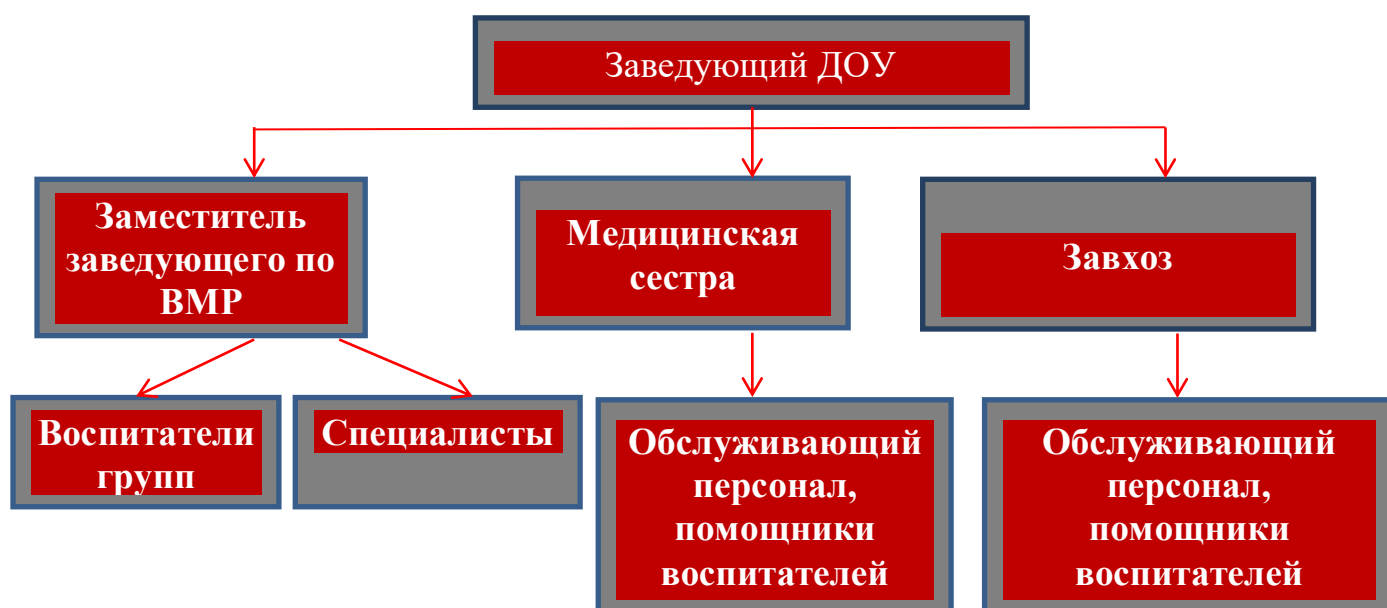 Заведующий ДОУ
Заместитель
заведующего по
ВМР
Медицинская
сестра
Завхоз
Воспитатели
групп
Специалисты
Обслуживающий
персонал,
помощники
воспитателей
Обслуживающий
персонал,
помощники
воспитателей